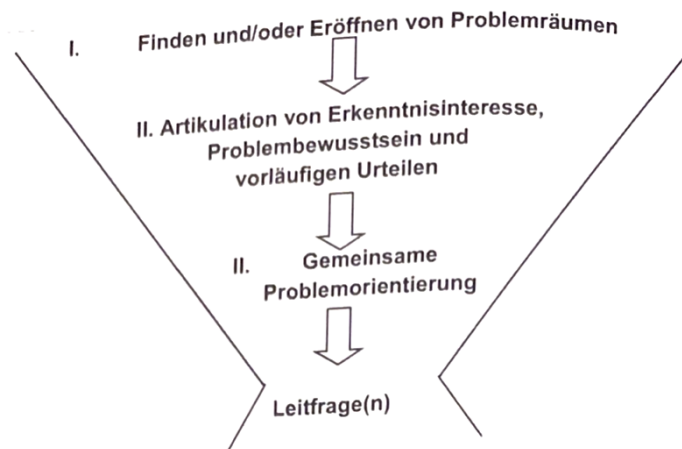 I. Finden und/oder Eröffnen von Problemräumen
II. Artikulation von Erkenntnisinteresse,
Problembewusstsein und
vorläufigen Urteilen
II. Gemeinsame
Problemorientierung
Leitfrage(n)